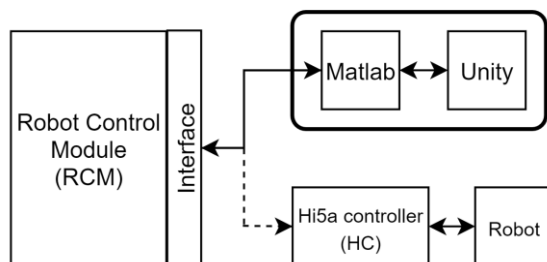 Robot Control
Module
(RCM)
Interface
Matlab
Unity
Hi5a controller
(HC)
Robot